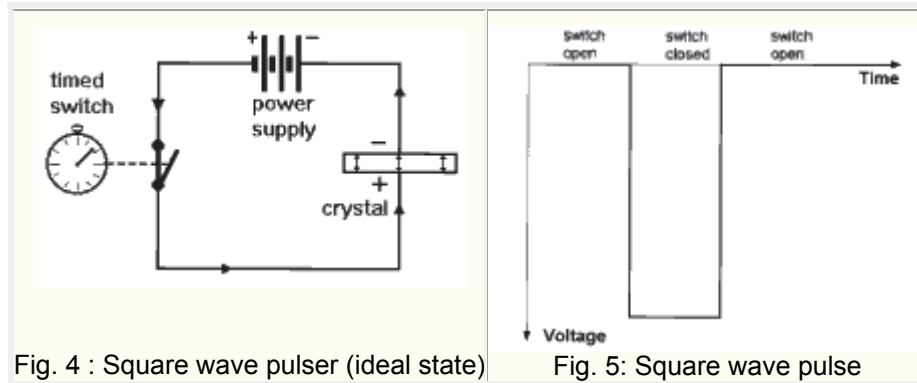 timed
switch
+ −
power
supply
−
+
crystal
Fig. 4 : Square wave pulser (ideal state)
switch
open
switch
closed
switch
open
Time
Voltage
Fig. 5: Square wave pulse